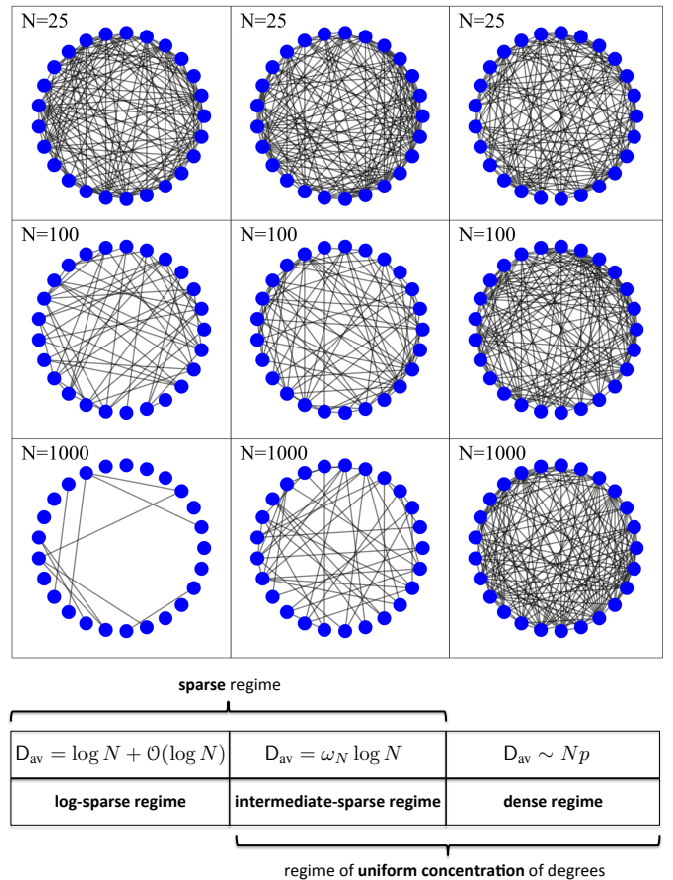 N=25
N=25
N=25
N=100
N=100
N=100
N=1000
N=1000
N=1000
sparse regime
D_av = log N + 𝒪(log N)
D_av = ω_N log N
D_av ∼ Np
log-sparse regime
intermediate-sparse regime
dense regime
regime of uniform concentration of degrees